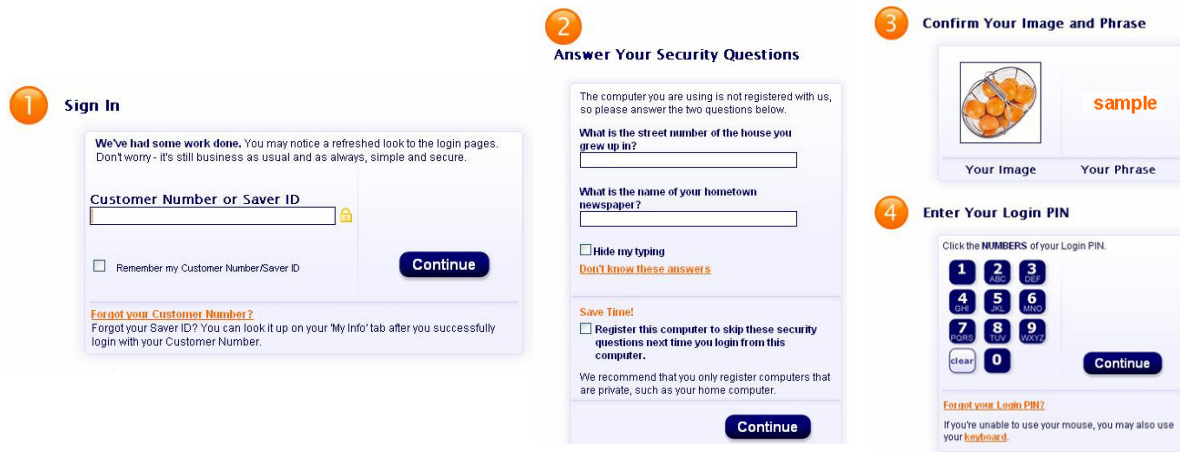 1
Sign In
We've had some work done. You may notice a refreshed look to the login pages.
Don't worry - it's still business as usual and as always, simple and secure.
Customer Number or Saver ID
Remember my Customer Number/Saver ID
Continue
Forgot your Customer Number?
Forgot your Saver ID? You can look it up on your 'My Info' tab after you successfully
login with your Customer Number.
2
Answer Your Security Questions
The computer you are using is not registered with us,
so please answer the two questions below.
What is the street number of the house you
grew up in?
What is the name of your hometown
newspaper?
Hide my typing
Don't know these answers
Save Time!
Register this computer to skip these security
questions next time you login from this
computer.
We recommend that you only register computers that
are private, such as your home computer.
Continue
3
Confirm Your Image and Phrase
sample
Your Image Your Phrase
4
Enter Your Login PIN
Click the NUMBERS of your Login PIN.
1 2 3
ABC DEF
4 5 6
GHI JKL MNO
7 8 9
PQRS TUV WXYZ
clear 0
Continue
Forgot your Login PIN?
If you're unable to use your mouse, you may also use
your keyboard.